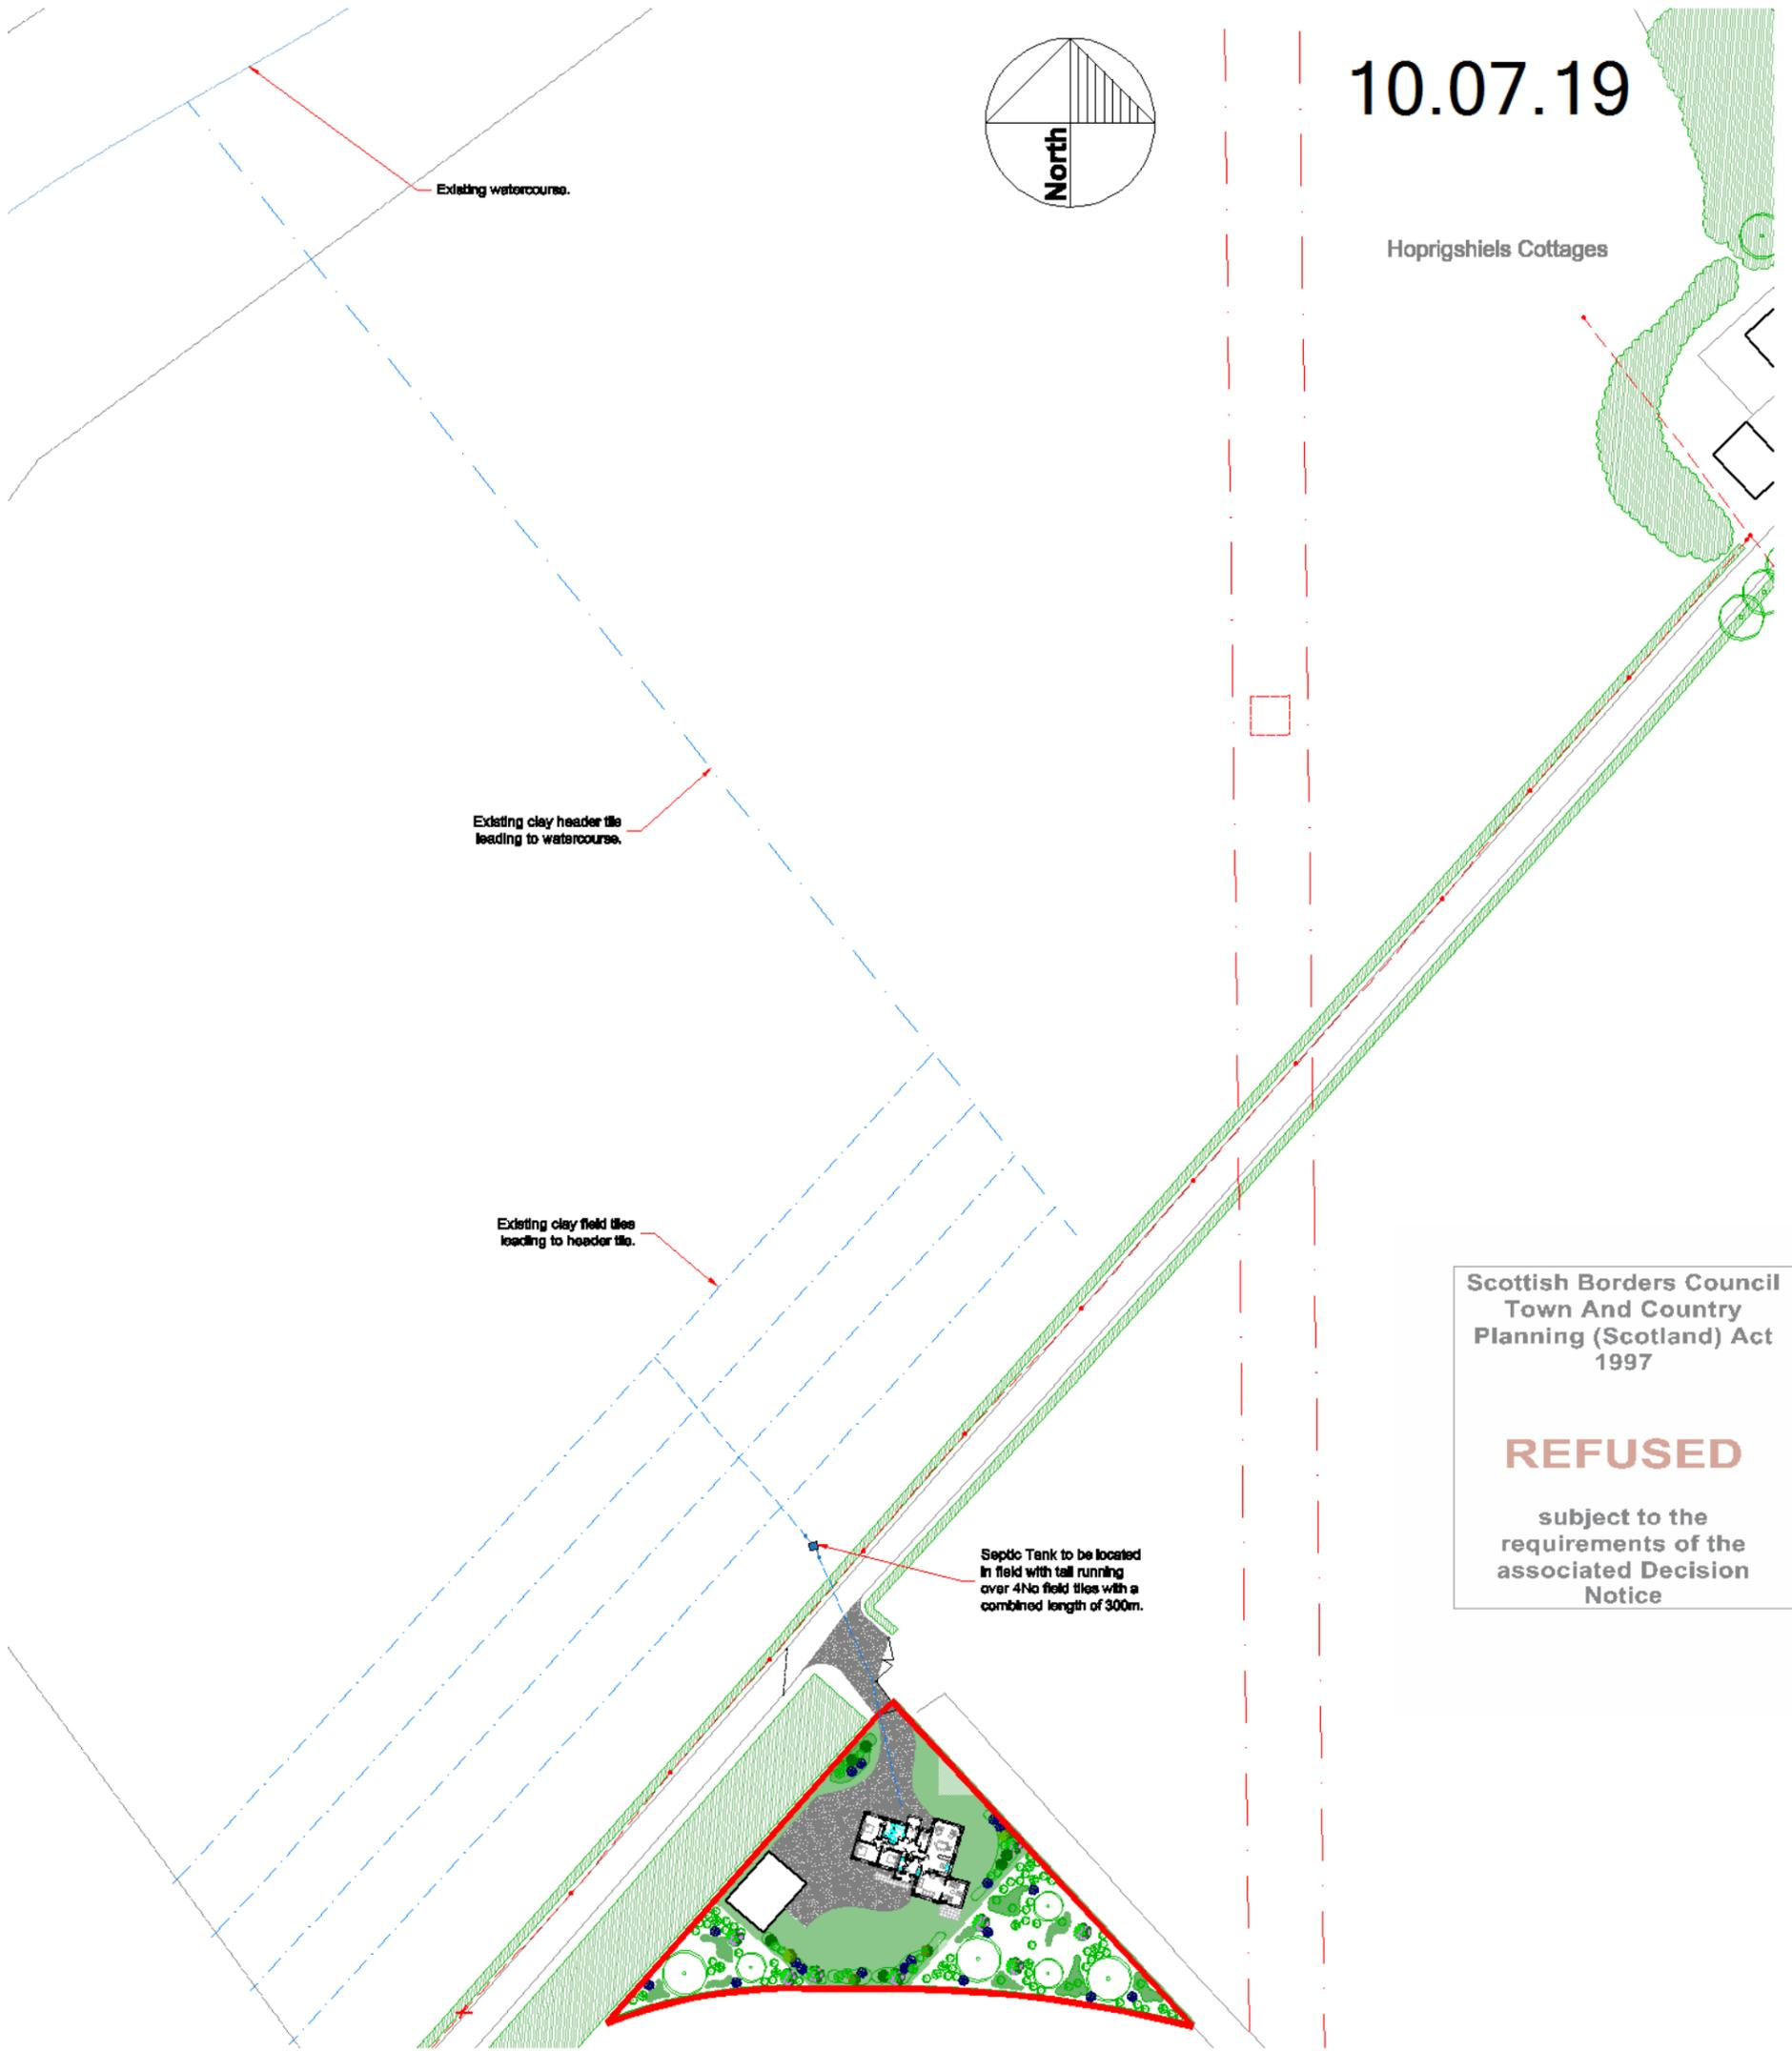 10.07.19
North
Existing watercourse.
Hoprigshiels Cottages
Existing clay header tile
leading to watercourse.
Existing clay field tiles
leading to header tile.
Scottish Borders Council
Town And Country
Planning (Scotland) Act
1997
REFUSED
subject to the
requirements of the
associated Decision
Notice
Septic Tank to be located
in field with tail running
over 4No field tiles with a
combined length of 300m.